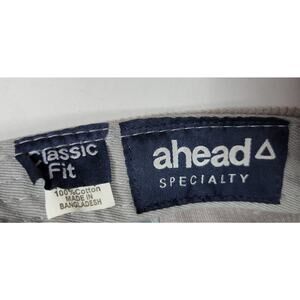 Classic
Fit
100% Cotton
MADE IN
BANGLADESH
ahead
SPECIALTY